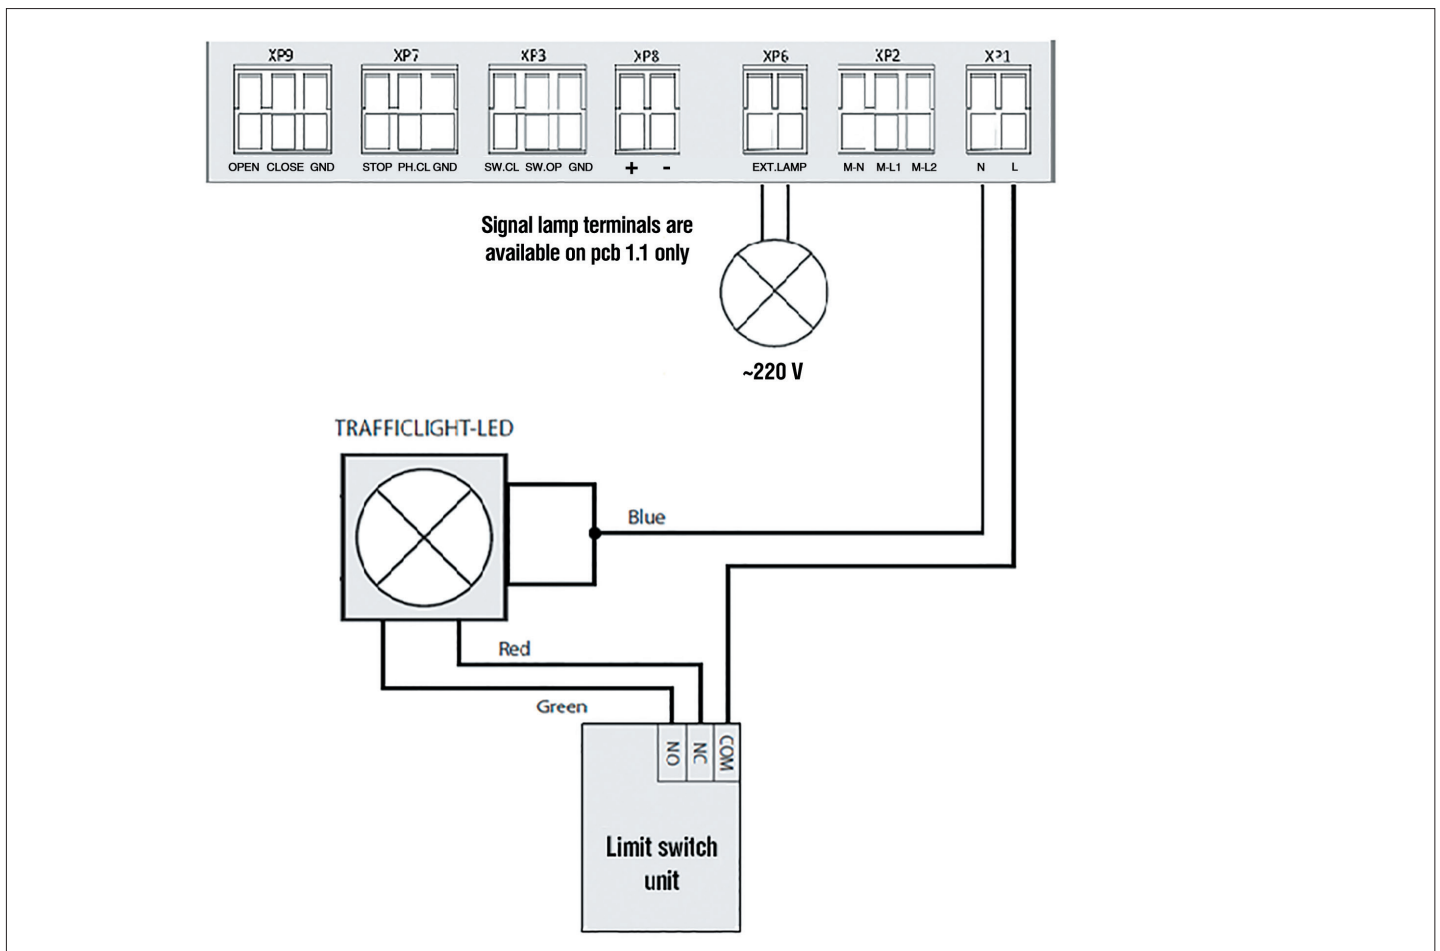 XP9 XP7 XP3 XP8 XP6 XP2 XP1
OPEN CLOSE GND STOP PH.CL GND SW.CL SW.OP GND + - EXT.LAMP M-N M-L1 M-L2 N L
Signal lamp terminals are
available on pcb 1.1 only
~220 V
TRAFFICLIGHT-LED
Blue
Red
Green
NO NC COM
Limit switch
unit